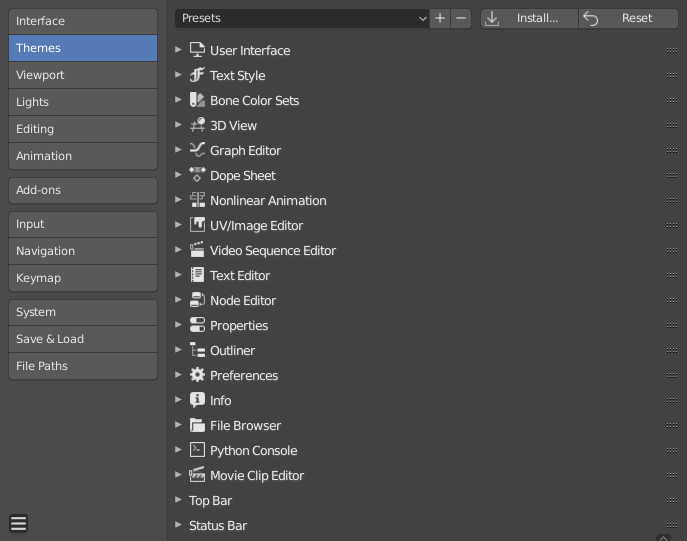 Interface
Themes
Viewport
Lights
Editing
Animation
Add-ons
Input
Navigation
Keymap
System
Save & Load
File Paths
Presets
Install...
Reset
User Interface
Text Style
Bone Color Sets
3D View
Graph Editor
Dope Sheet
Nonlinear Animation
UV/Image Editor
Video Sequence Editor
Text Editor
Node Editor
Properties
Outliner
Preferences
Info
File Browser
Python Console
Movie Clip Editor
Top Bar
Status Bar